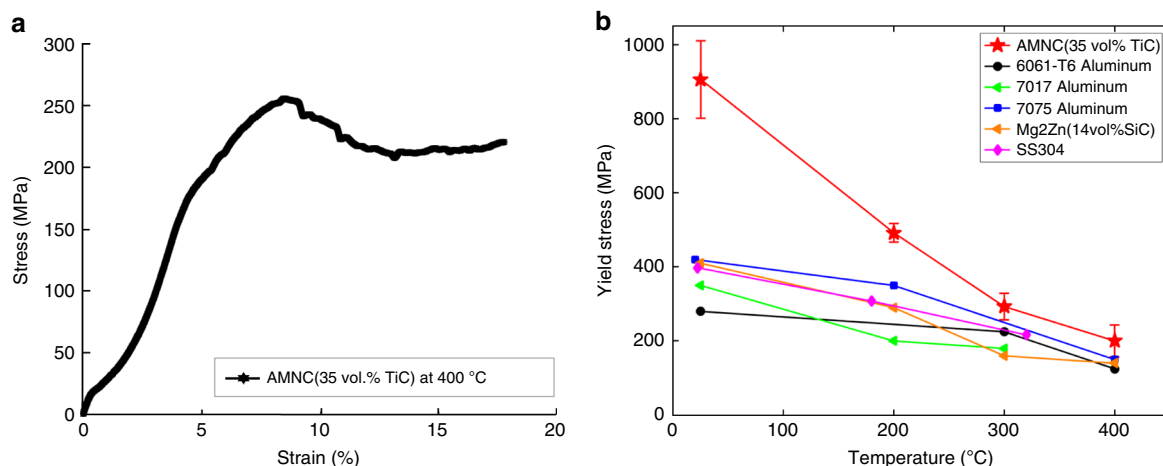 a
300
250
200
150
100
50
0
Stress (MPa)
AMNC(35 vol.% TiC) at 400 °C
0 5 10 15 20
Strain (%)
b
1000
800
600
400
200
0
Yield stress (MPa)
AMNC(35 vol% TiC)
6061-T6 Aluminum
7017 Aluminum
7075 Aluminum
Mg2Zn(14vol%SiC)
SS304
0 100 200 300 400
Temperature (°C)